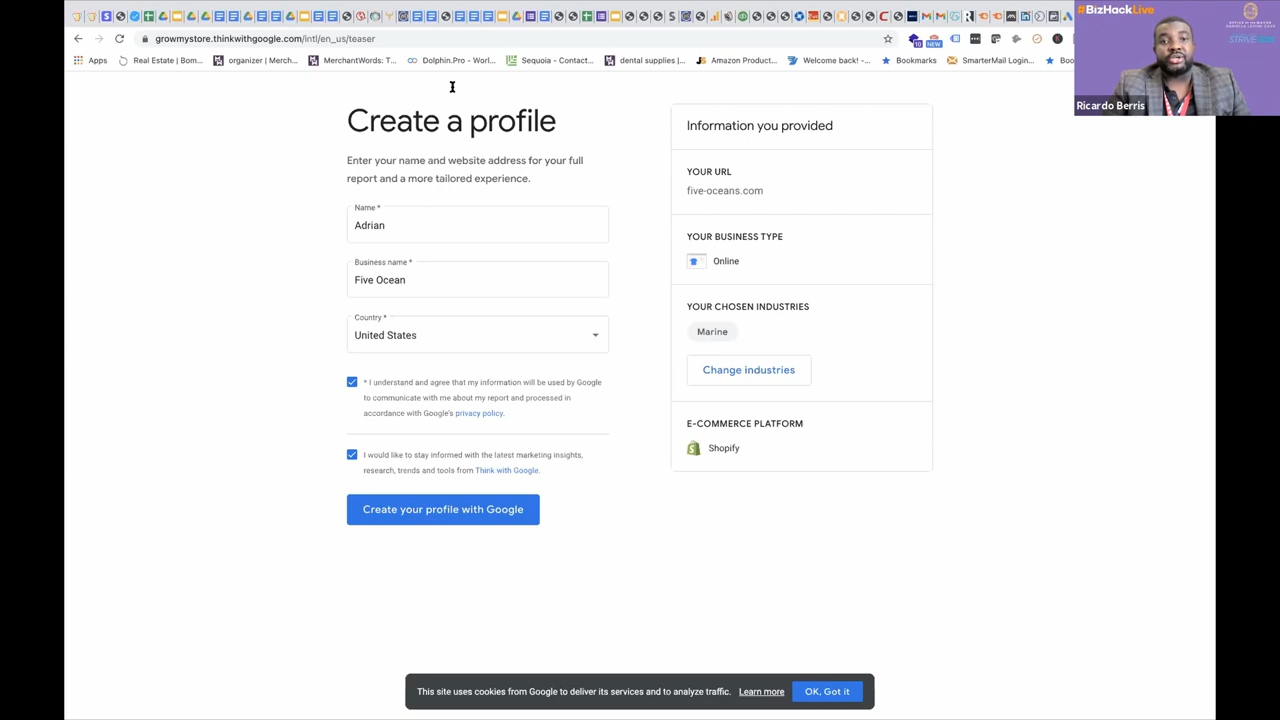 growmystore.thinkwithgoogle.com/intl/en_us/teaser
10
NEW
#BizHackLive
Apps
Real Estate | Bom...
organizer | Merch...
MerchantWords: T...
Dolphin.Pro - Worl...
Sequoia - Contact...
dental supplies |...
Amazon Product...
Welcome back! -...
Bookmarks
SmarterMail Login...
Boo
Ricardo Berris
Create a profile
Enter your name and website address for your full
report and a more tailored experience.
Name *
Adrian
Business name *
Five Ocean
Country *
United States
* I understand and agree that my information will be used by Google
to communicate with me about my report and processed in
accordance with Google's privacy policy.
I would like to stay informed with the latest marketing insights,
research, trends and tools from Think with Google.
Create your profile with Google
Information you provided
YOUR URL
five-oceans.com
YOUR BUSINESS TYPE
Online
YOUR CHOSEN INDUSTRIES
Marine
Change industries
E-COMMERCE PLATFORM
Shopify
This site uses cookies from Google to deliver its services and to analyze traffic. Learn more
OK, Got it